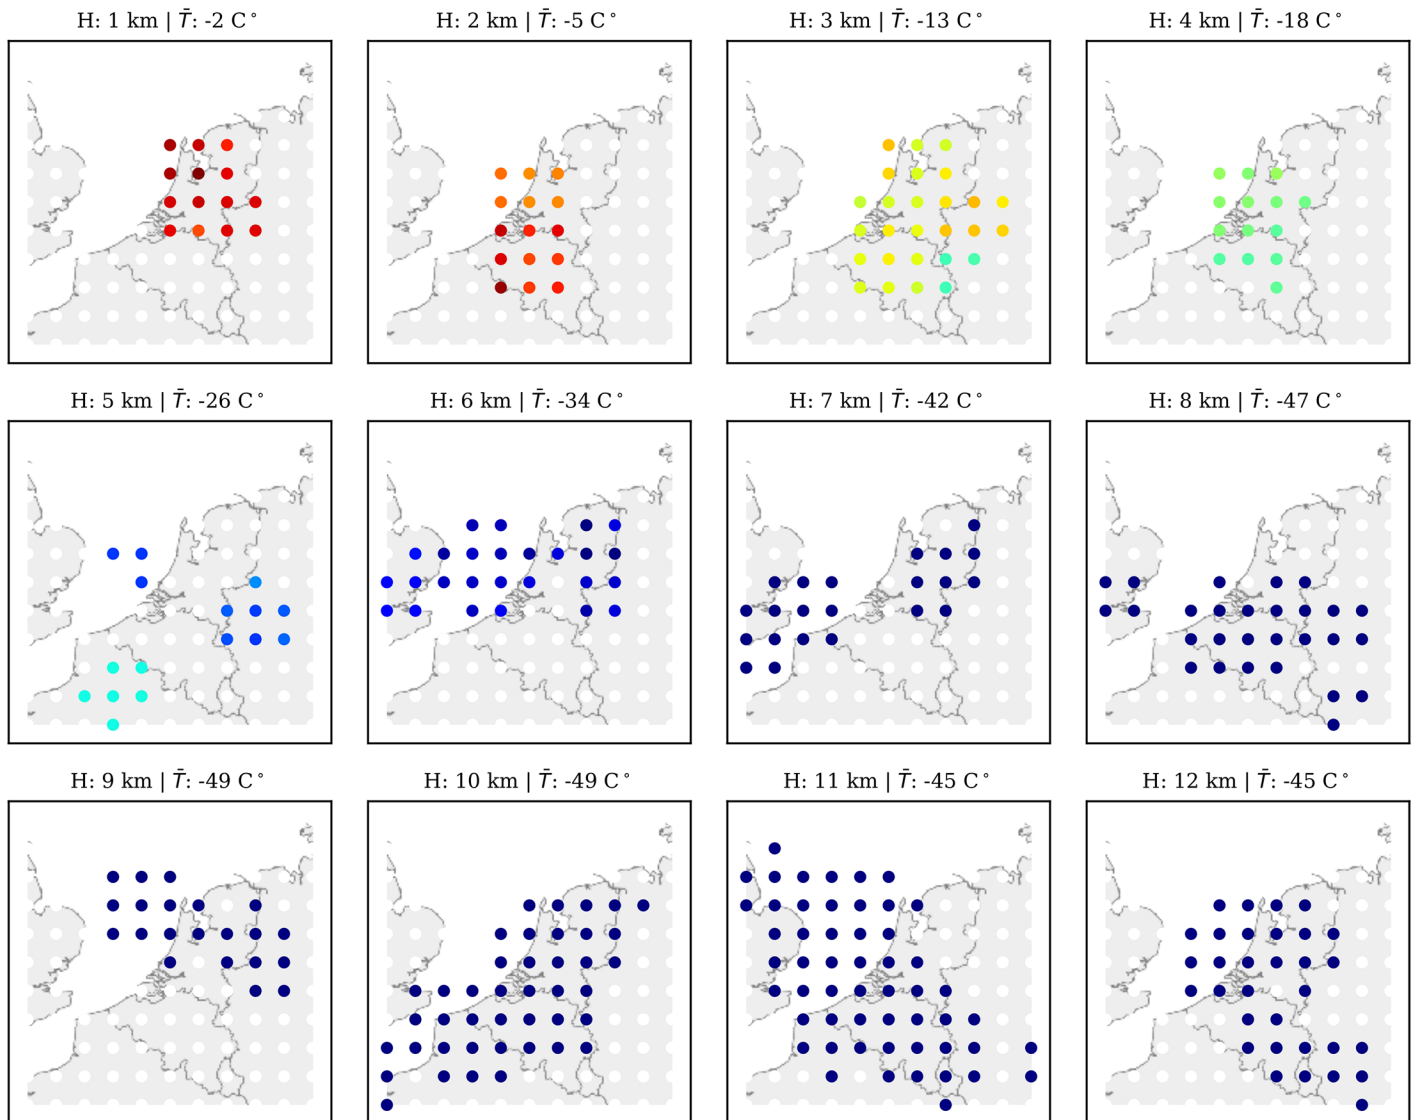 H: 1 km | T̄: -2 C°
H: 2 km | T̄: -5 C°
H: 3 km | T̄: -13 C°
H: 4 km | T̄: -18 C°
H: 5 km | T̄: -26 C°
H: 6 km | T̄: -34 C°
H: 7 km | T̄: -42 C°
H: 8 km | T̄: -47 C°
H: 9 km | T̄: -49 C°
H: 10 km | T̄: -49 C°
H: 11 km | T̄: -45 C°
H: 12 km | T̄: -45 C°